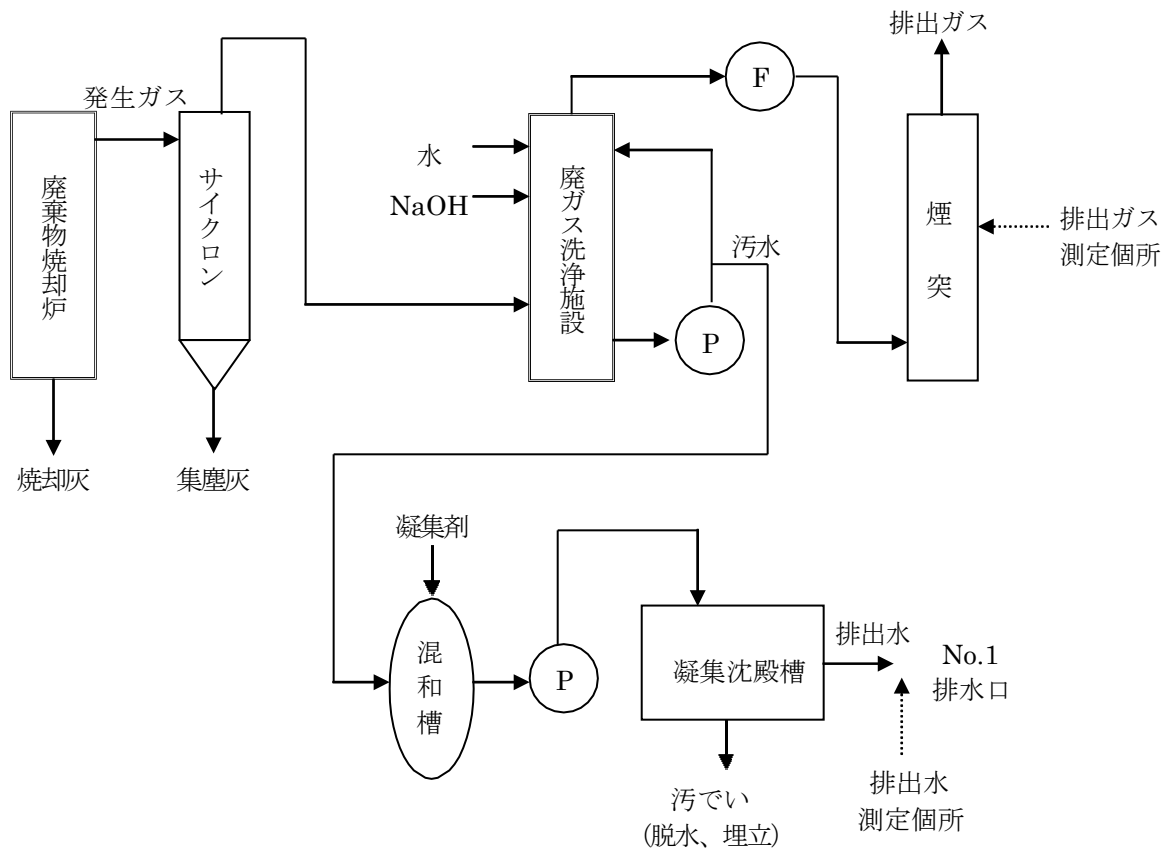 排出ガス
F
発生ガス
廃棄物焼却炉
サイクロン
水
NaOH
廃ガス洗浄施設
汚水
P
煙突
排出ガス
測定個所
焼却灰
集塵灰
凝集剤
混和槽
P
凝集沈殿槽
排出水
No.1
排水口
汚でい
(脱水、埋立)
排出水
測定個所